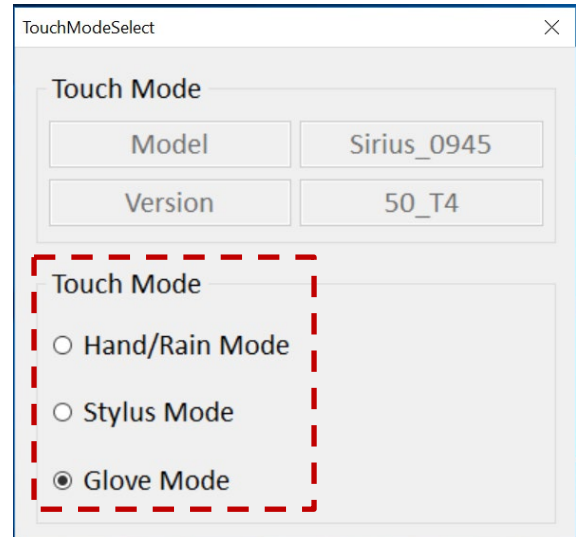 TouchModeSelect
Touch Mode
Model Sirius_0945
Version 50_T4
Touch Mode
Hand/Rain Mode
Stylus Mode
Glove Mode